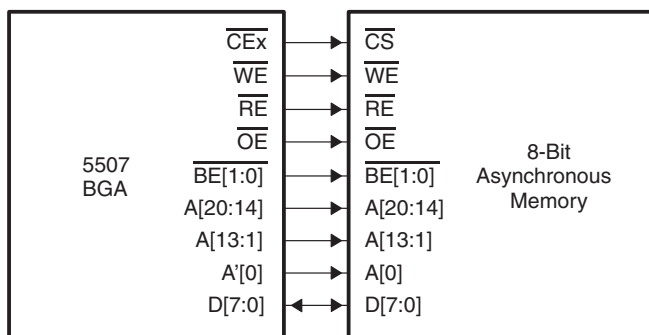 5507
BGA
CEx
WE
RE
OE
BE[1:0]
A[20:14]
A[13:1]
A'[0]
D[7:0]
CS
WE
RE
OE
BE[1:0]
A[20:14]
A[13:1]
A[0]
D[7:0]
8-Bit
Asynchronous
Memory